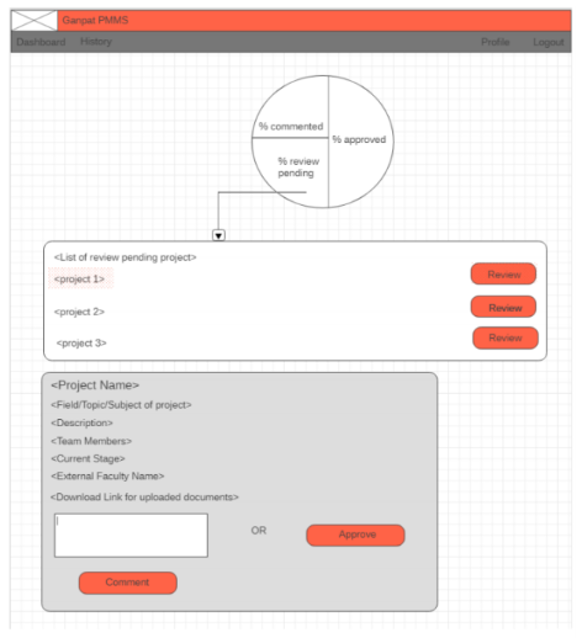 Ganpat PMMS
Dashboard History Profile Logout
% commented
% approved
% review
pending
<List of review pending project>
<project 1> Review
<project 2> Review
<project 3> Review
<Project Name>
<Field/Topic/Subject of project>
<Description>
<Team Members>
<Current Stage>
<External Faculty Name>
<Download Link for uploaded documents>
OR Approve
Comment